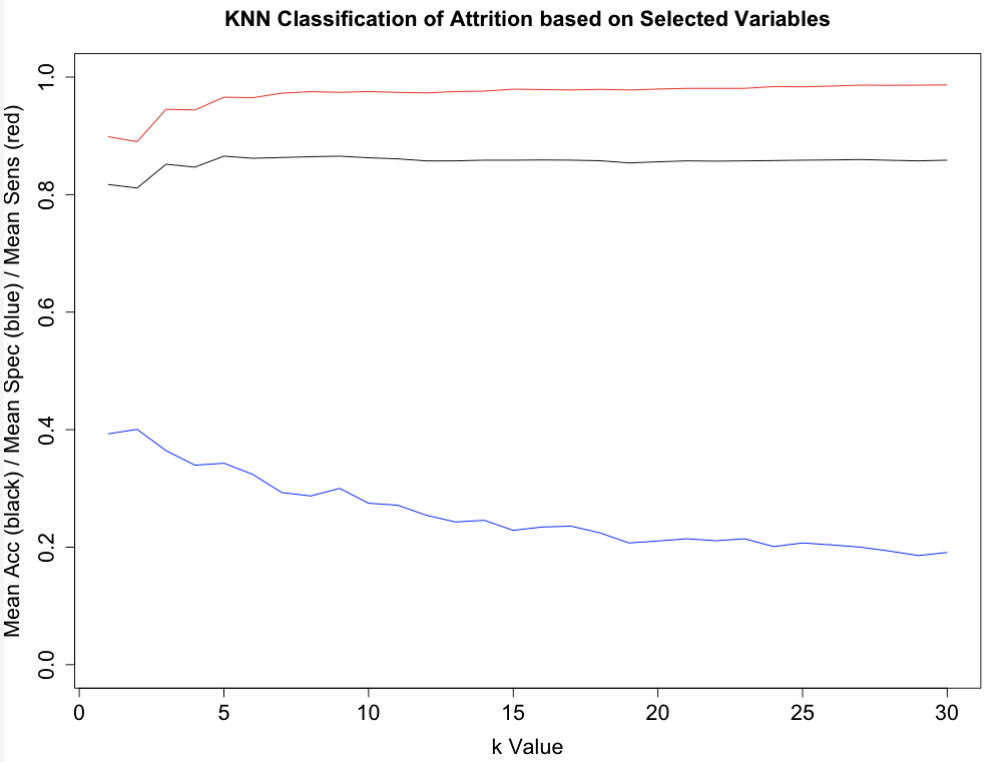 KNN Classification of Attrition based on Selected Variables
Mean Acc (black) / Mean Spec (blue) / Mean Sens (red)
1.0
0.8
0.6
0.4
0.2
0.0
0 5 10 15 20 25 30
k Value